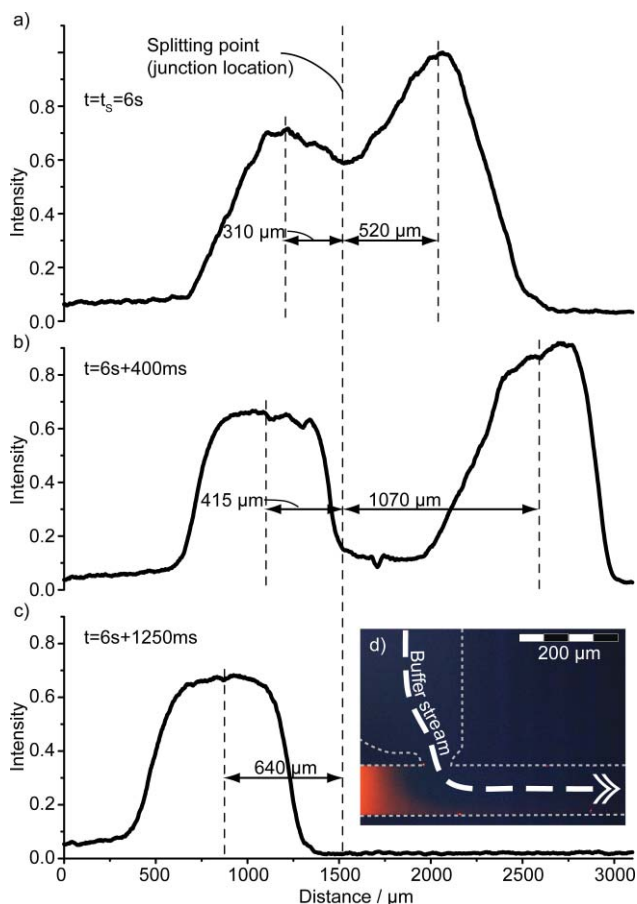 a)
Splitting point
(junction location)
t=tₛ=6s
0.8
0.6
0.4
0.2
0.0
Intensity
310 µm
520 µm
b)
t=6s+400ms
0.8
0.6
0.4
0.2
0.0
Intensity
415 µm
1070 µm
c)
t=6s+1250ms
0.8
0.6
0.4
0.2
0.0
Intensity
640 µm
d)
Buffer stream
200 µm
0
500
1000
1500
2000
2500
3000
Distance / µm